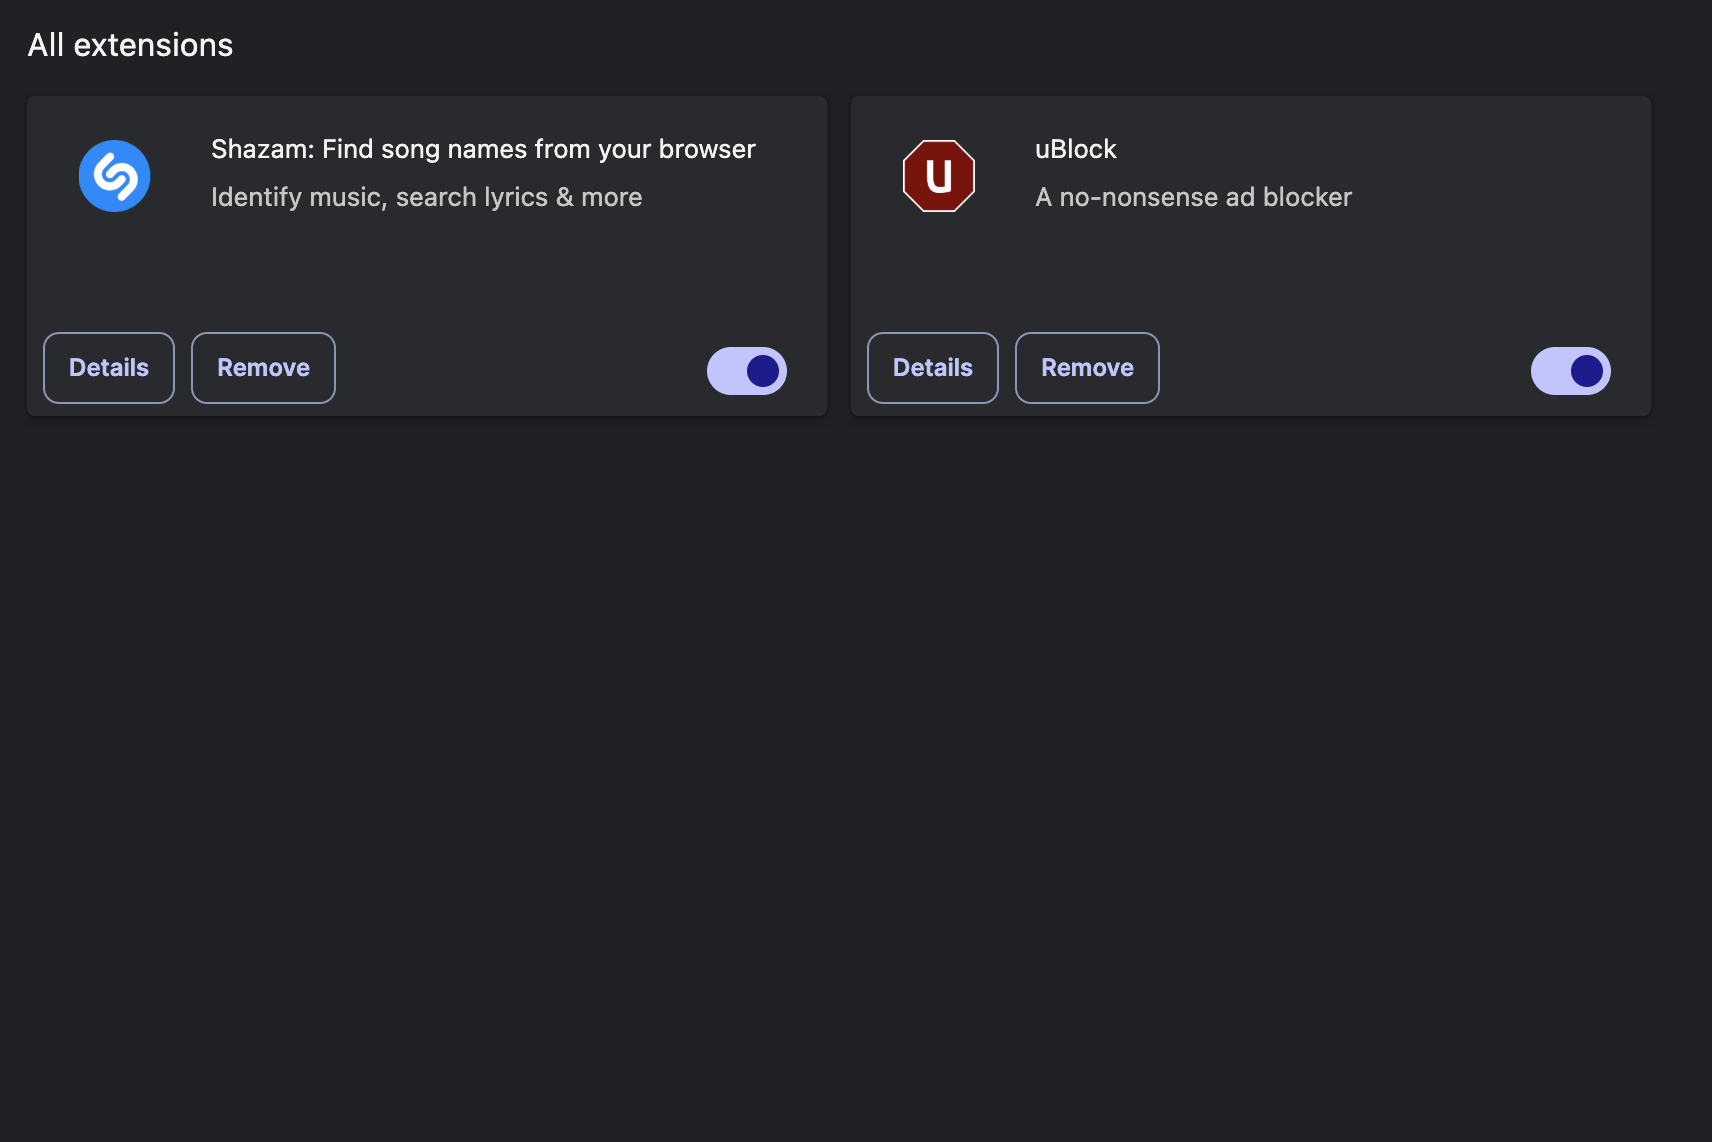 All extensions
Shazam: Find song names from your browser
Identify music, search lyrics & more
Details Remove
U
uBlock
A no-nonsense ad blocker
Details Remove